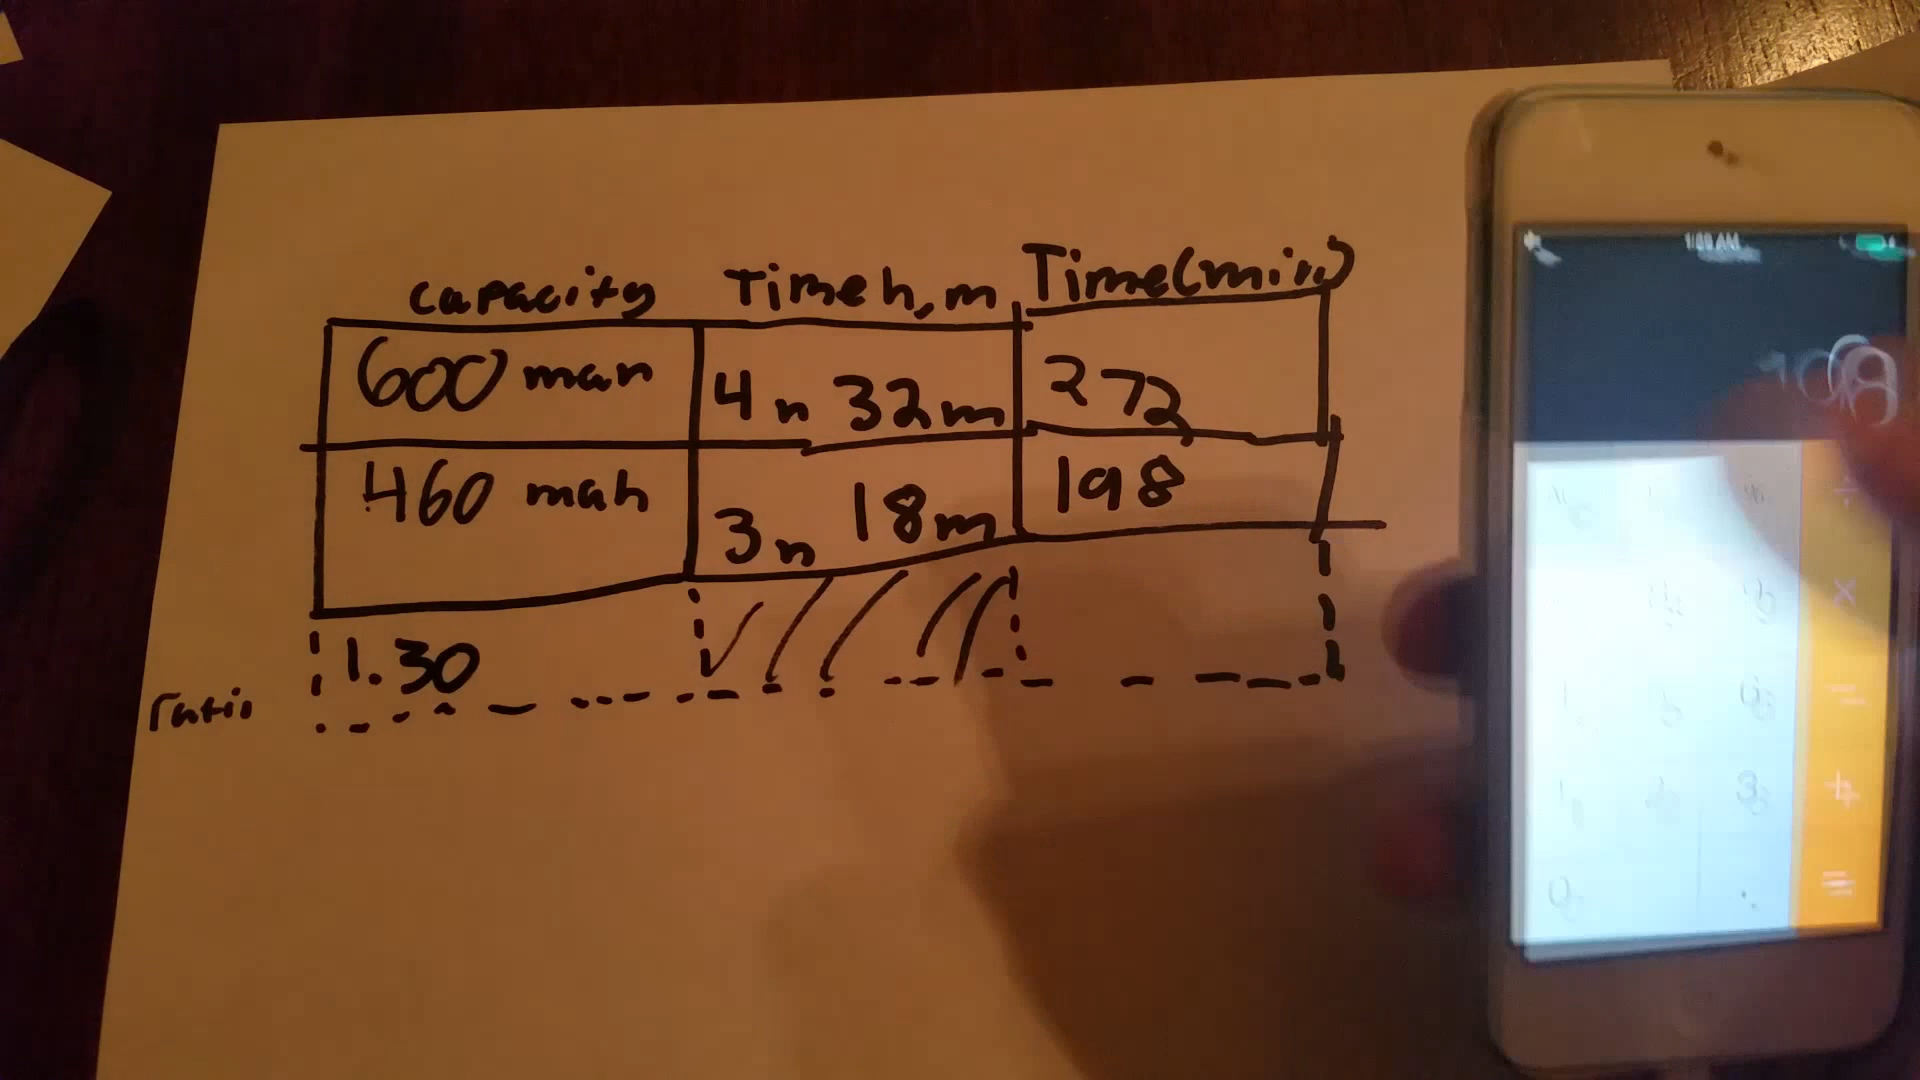 capacity Time h,m Time(min)
600 mah 4h 32m 272
460 mah 3h 18m 198
ratio 1.30